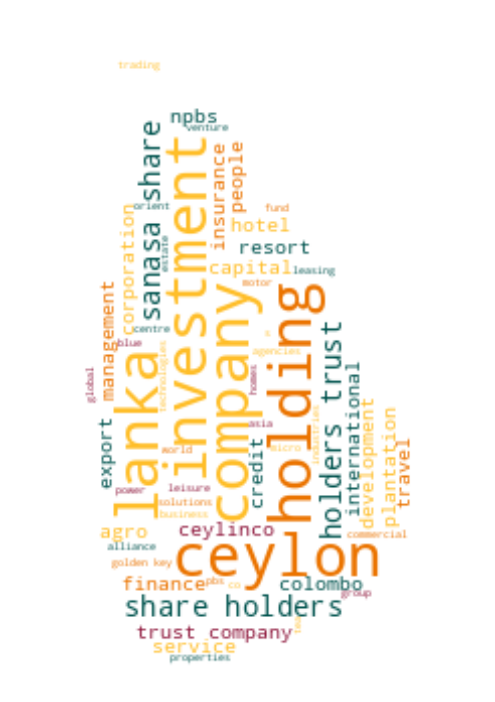 trading
npbs
venture
sanasa share
investment
insurance
people
orient
fund
corporation
hotel
estate
resort
capital
leasing
motor
management
company
holding
centre
s
blue
technologies
agencies
lanka
holders trust
global
homes
international
development
plantation
industries
asia
travel
export
credit
world
micro
power
leisure
solutions
business
agro
ceylinco
commercial
alliance
ceylon
golden key
finance
pbs
co
colombo
group
share holders
tea
trust company
service
properties